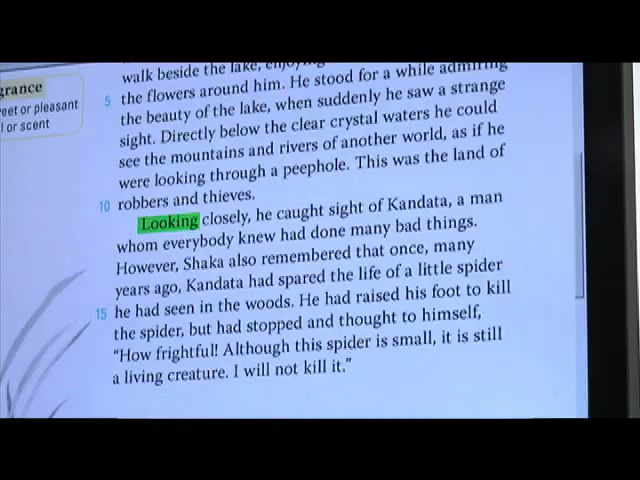 grance
eet or pleasant
l or scent
walk beside the lake, enjoying
5 the flowers around him. He stood for a while admiring
the beauty of the lake, when suddenly he saw a strange
sight. Directly below the clear crystal waters he could
see the mountains and rivers of another world, as if he
were looking through a peephole. This was the land of
10 robbers and thieves.
Looking closely, he caught sight of Kandata, a man
whom everybody knew had done many bad things.
However, Shaka also remembered that once, many
years ago, Kandata had spared the life of a little spider
15 he had seen in the woods. He had raised his foot to kill
the spider, but had stopped and thought to himself,
“How frightful! Although this spider is small, it is still
a living creature. I will not kill it.”